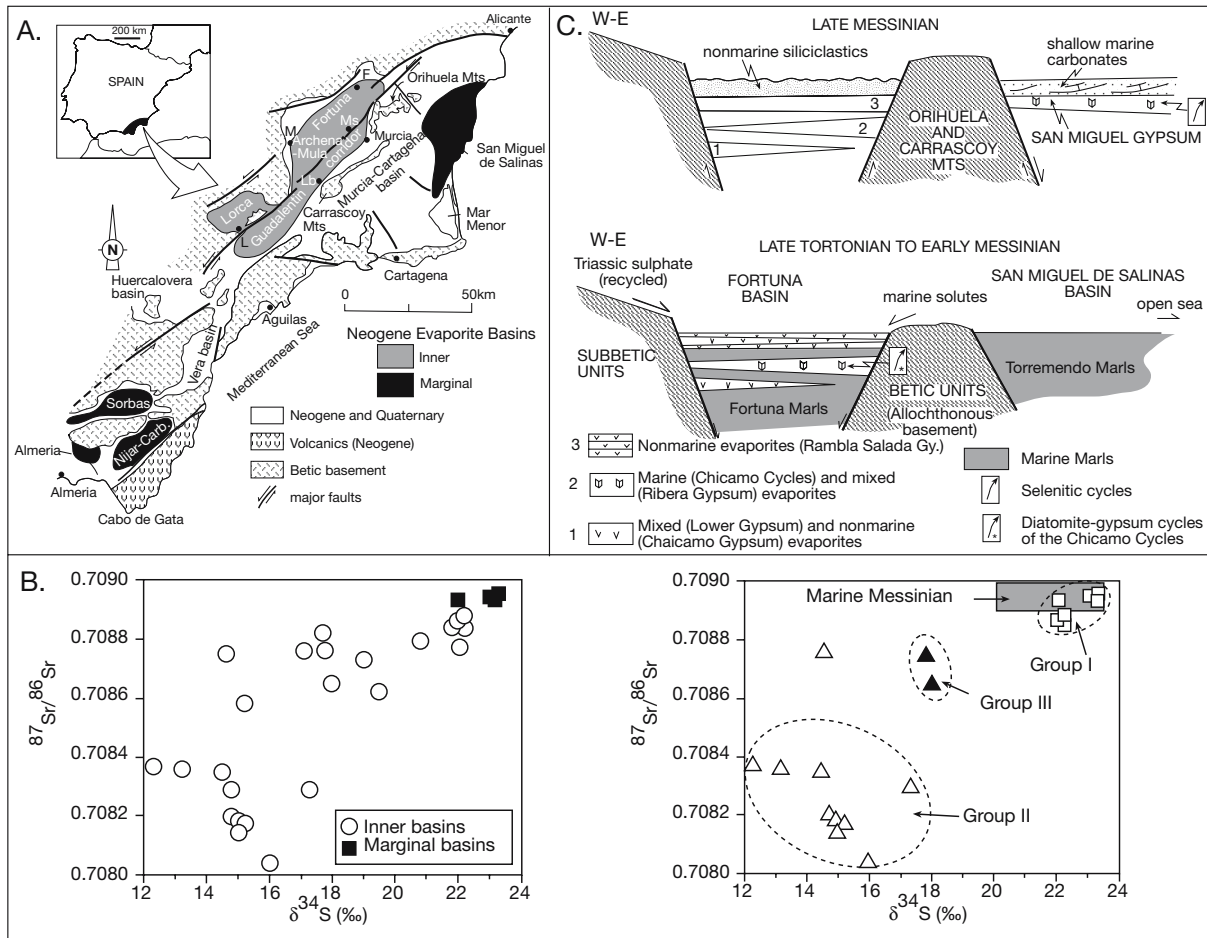 A.
200 km
SPAIN
Alicante
F
Orihuela Mts
Fortuna
Ms
M
Archena
-Mula
corridor
Murcia
San Miguel
de Salinas
Lb
Murcia-Cartagena
basin
Lorca
L
Guadalentin
Carrascoy
Mts
Mar
Menor
N
Cartagena
Huercalovera
basin
0 50km
Aguilas
Mediterranean Sea
Vera basin
Neogene Evaporite Basins
Inner
Marginal
Sorbas
Nijar-Carb.
Almeria
Almeria
Cabo de Gata
Neogene and Quaternary
Volcanics (Neogene)
Betic basement
major faults
C.
W-E
LATE MESSINIAN
nonmarine siliciclastics
shallow marine
carbonates
3
2
1
ORIHUELA
AND
CARRASCOY
MTS
SAN MIGUEL GYPSUM
W-E
LATE TORTONIAN TO EARLY MESSINIAN
Triassic sulphate
(recycled)
FORTUNA
BASIN
SAN MIGUEL DE SALINAS
BASIN
marine solutes
open sea
SUBBETIC
UNITS
*
Torremendo Marls
Fortuna Marls
BETIC UNITS
(Allochthonous
basement)
3 Nonmarine evaporites (Rambla Salada Gy.)
2 Marine (Chicamo Cycles) and mixed
(Ribera Gypsum) evaporites
1 Mixed (Lower Gypsum) and nonmarine
(Chaicamo Gypsum) evaporites
Marine Marls
Selenitic cycles
* Diatomite-gypsum cycles
of the Chicamo Cycles
B.
87Sr/86Sr
0.7090
0.7088
0.7086
0.7084
0.7082
0.7080
12 14 16 18 20 22 24
δ34S (‰)
Inner basins
Marginal basins
87Sr/86Sr
0.7090
0.7088
0.7086
0.7084
0.7082
0.7080
12 14 16 18 20 22 24
δ34S (‰)
Marine Messinian
Group I
Group III
Group II